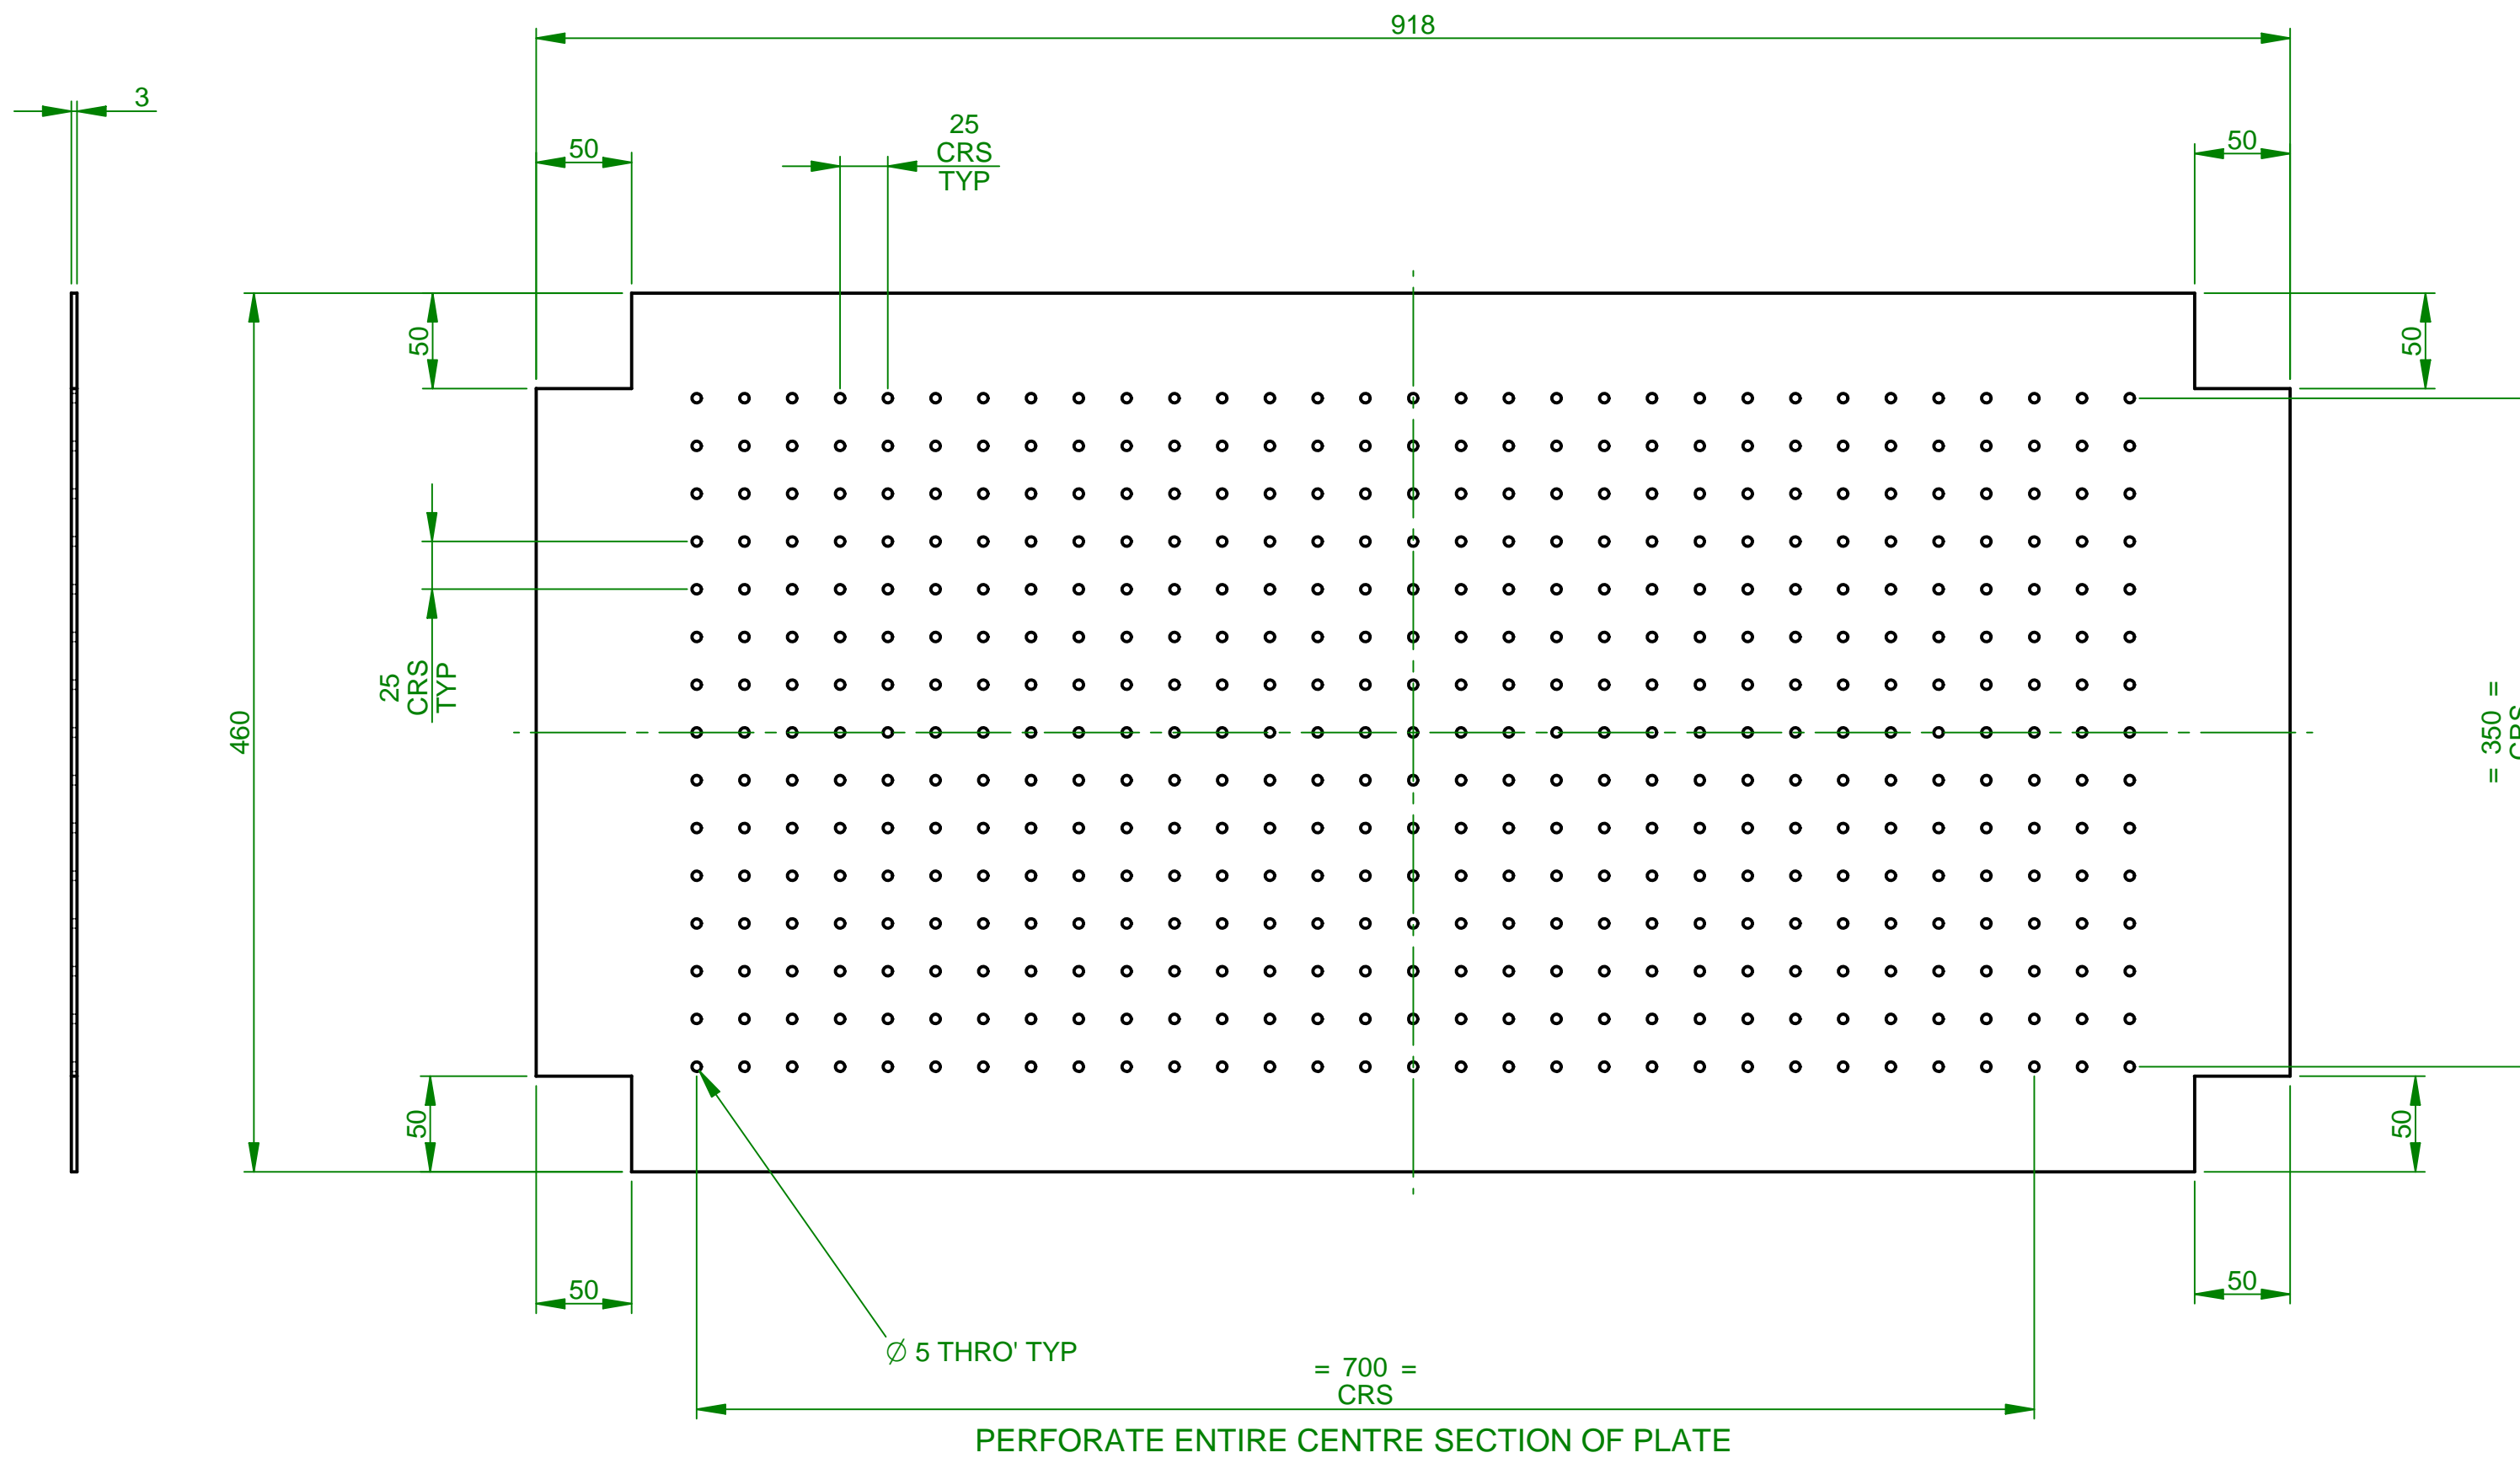 918
3
25
CRS
TYP
50
50
50
50
25
CRS
TYP
460
= 350 =
CRS
50
50
50
50
Ø 5 THRO' TYP
= 700 =
CRS
PERFORATE ENTIRE CENTRE SECTION OF PLATE